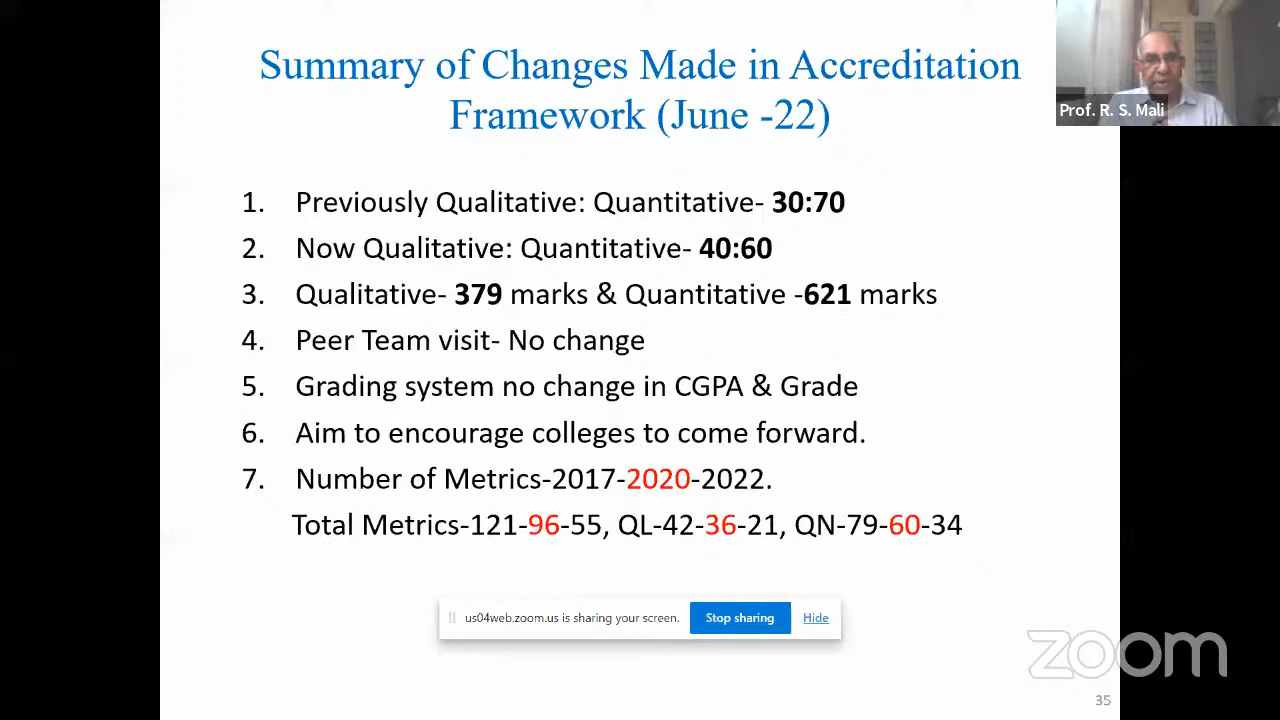 Summary of Changes Made in Accreditation
Framework (June -22)
Prof. R. S. Mali
1. Previously Qualitative: Quantitative- 30:70
2. Now Qualitative: Quantitative- 40:60
3. Qualitative- 379 marks & Quantitative -621 marks
4. Peer Team visit- No change
5. Grading system no change in CGPA & Grade
6. Aim to encourage colleges to come forward.
7. Number of Metrics-2017-2020-2022.
Total Metrics-121-96-55, QL-42-36-21, QN-79-60-34
us04web.zoom.us is sharing your screen. Stop sharing Hide
zoom
35